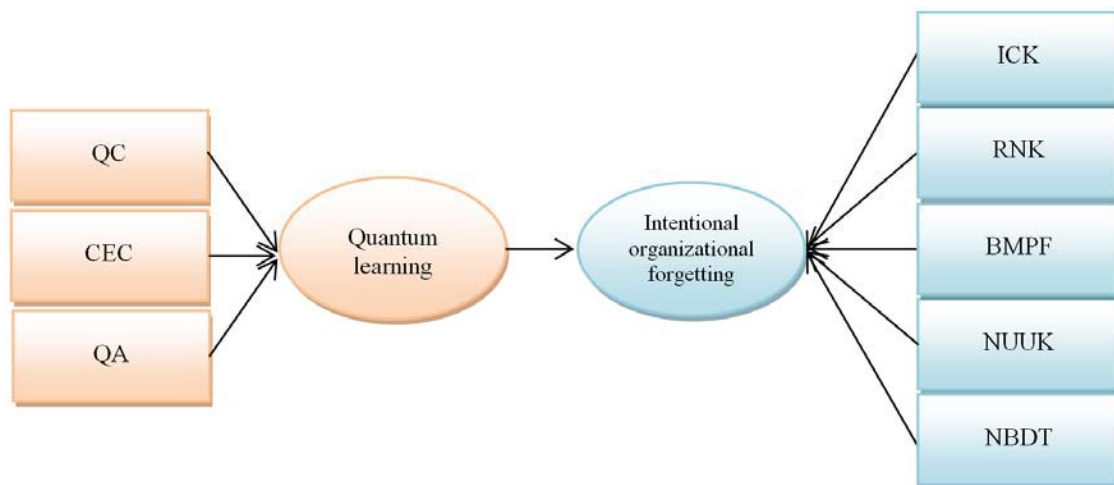 QC
CEC
QA
Quantum
learning
Intentional
organizational
forgetting
ICK
RNK
BMPF
NUUK
NBDT